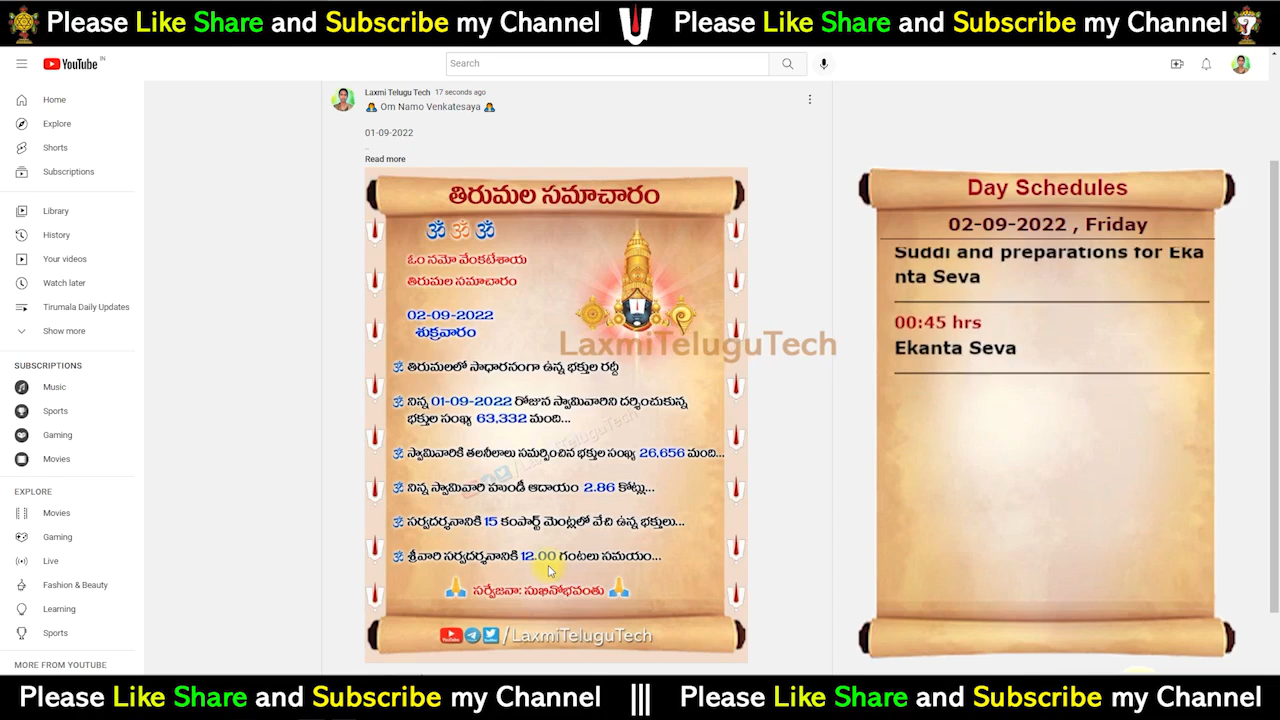 Please Like Share and Subscribe my Channel
Please Like Share and Subscribe my Channel
YouTube IN
Search
Home
Explore
Shorts
Subscriptions
Library
History
Your videos
Watch later
Tirumala Daily Updates
Show more
SUBSCRIPTIONS
Music
Sports
Gaming
Movies
EXPLORE
Movies
Gaming
Live
Fashion & Beauty
Learning
Sports
MORE FROM YOUTUBE
Laxmi Telugu Tech 17 seconds ago
Om Namo Venkatesaya
01-09-2022
..
Read more
తిరుమల సమాచారం
ॐ ॐ ॐ
ఓం నమో వేంకటేశాయ
తిరుమల సమాచారం
02-09-2022
శుక్రవారం
LaxmiTeluguTech
ॐ తిరుమలలో సాధారనంగా ఉన్న భక్తుల రద్దీ
ॐ నిన్న 01-09-2022 రోజున స్వామివారిని దర్శించుకున్న
భక్తుల సంఖ్య 63,332 మంది...
ॐ స్వామివారికి తలనీలాలు సమర్పించిన భక్తుల సంఖ్య 26,656 మంది...
ॐ నిన్న స్వామివారి హుండీ ఆదాయం 2.86 కోట్లు...
ॐ సర్వదర్శనానికి 15 కంపార్ట్ మెంట్లలో వేచి ఉన్న భక్తులు...
ॐ శ్రీవారి సర్వదర్శనానికి 12.00 గంటలు సమయం...
సర్వేజనా: సుఖినోభవంతు
/LaxmiTeluguTech
Day Schedules
02-09-2022 , Friday
Suddi and preparations for Eka
nta Seva
00:45 hrs
Ekanta Seva
Please Like Share and Subscribe my Channel
|||
Please Like Share and Subscribe my Channel